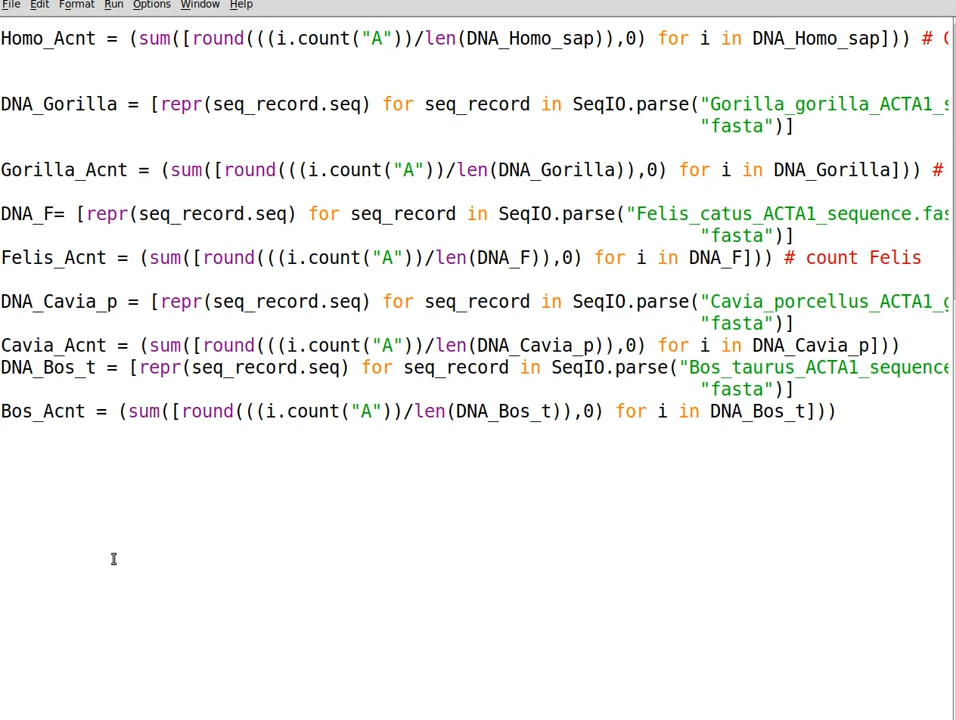 File Edit Format Run Options Window Help
Homo_Acnt = (sum([round(((i.count("A"))/len(DNA_Homo_sap)),0) for i in DNA_Homo_sap])) #
DNA_Gorilla = [repr(seq_record.seq) for seq_record in SeqIO.parse("Gorilla_gorilla_ACTA1_s
"fasta")]
Gorilla_Acnt = (sum([round(((i.count("A"))/len(DNA_Gorilla)),0) for i in DNA_Gorilla])) #
DNA_F= [repr(seq_record.seq) for seq_record in SeqIO.parse("Felis_catus_ACTA1_sequence.fas
"fasta")]
Felis_Acnt = (sum([round(((i.count("A"))/len(DNA_F)),0) for i in DNA_F])) # count Felis
DNA_Cavia_p = [repr(seq_record.seq) for seq_record in SeqIO.parse("Cavia_porcellus_ACTA1_g
"fasta")]
Cavia_Acnt = (sum([round(((i.count("A"))/len(DNA_Cavia_p)),0) for i in DNA_Cavia_p]))
DNA_Bos_t = [repr(seq_record.seq) for seq_record in SeqIO.parse("Bos_taurus_ACTA1_sequence
"fasta")]
Bos_Acnt = (sum([round(((i.count("A"))/len(DNA_Bos_t)),0) for i in DNA_Bos_t]))